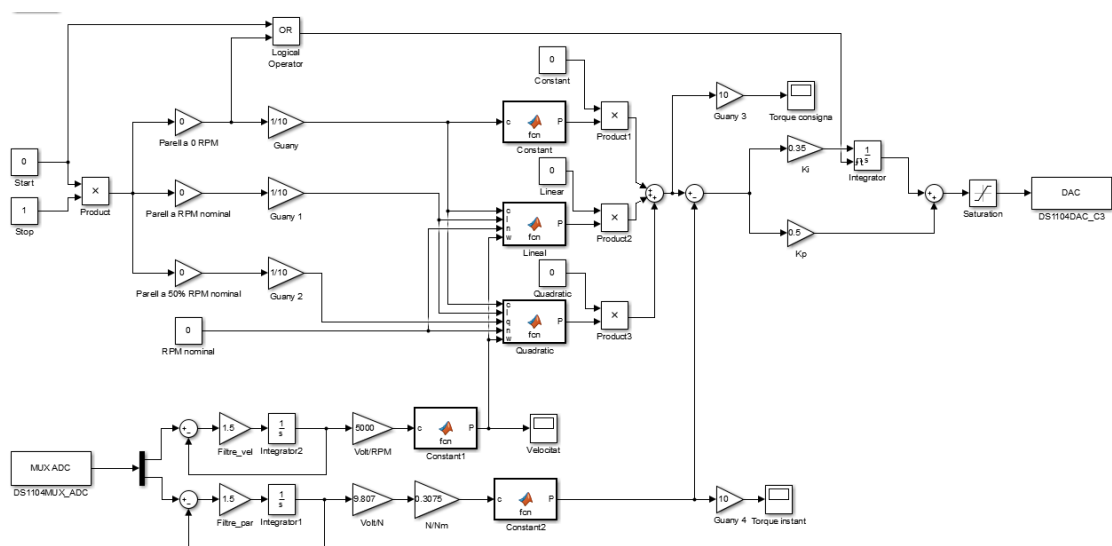 OR
Logical
Operator
0
Start
1
Stop
×
Product
0
Parell a 0 RPM
1/10
Guany
0
Parell a RPM nominal
1/10
Guany 1
0
Parell a 50% RPM nominal
1/10
Guany 2
0
RPM nominal
0
Constant
c
fcn
P
Constant
×
Product1
0
Linear
c
l
n
w
fcn
P
Lineal
×
Product2
0
Quadratic
c
l
q
n
w
fcn
P
Quadratic
×
Product3
+
+
+
+
−
10
Guany 3
Torque consigna
0.35
Ki
1
s
Integrator
0.5
Kp
+
+
Saturation
DAC
DS1104DAC_C3
MUX ADC
DS1104MUX_ADC
+
−
1.5
Filtre_vel
1
s
Integrator2
5000
Volt/RPM
c
fcn
P
Constant1
Velocitat
+
−
1.5
Filtre_par
1
s
Integrator1
9.807
Volt/N
0.3075
N/Nm
c
fcn
P
Constant2
10
Guany 4
Torque instant